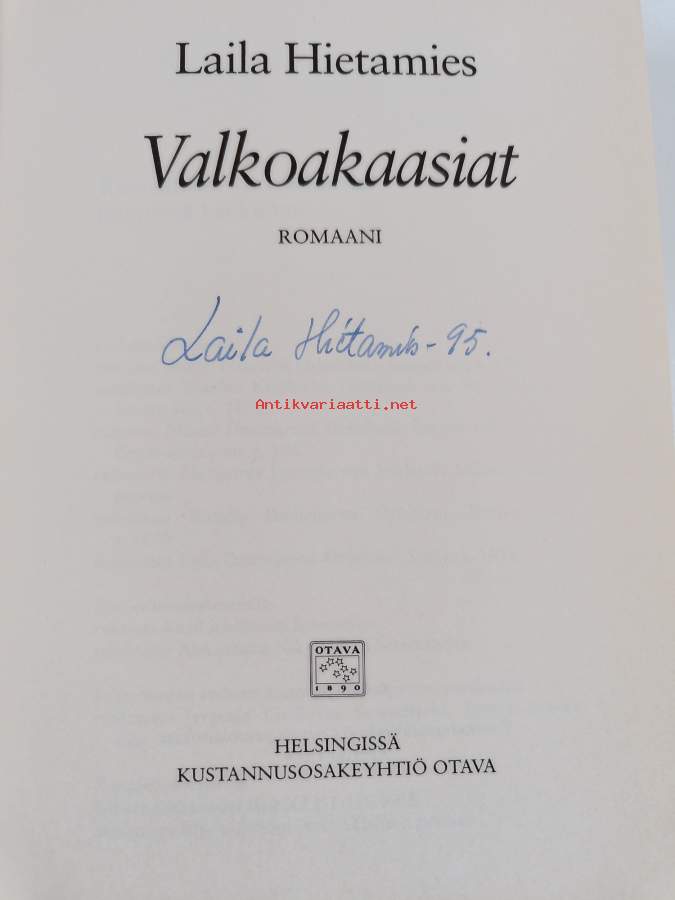 Laila Hietamies
Valkoakaasiat
ROMAANI
Laila Hietamies -95.
Antikvariaatti.net
OTAVA
1890
HELSINGISSÄ
KUSTANNUSOSAKEYHTIÖ OTAVA